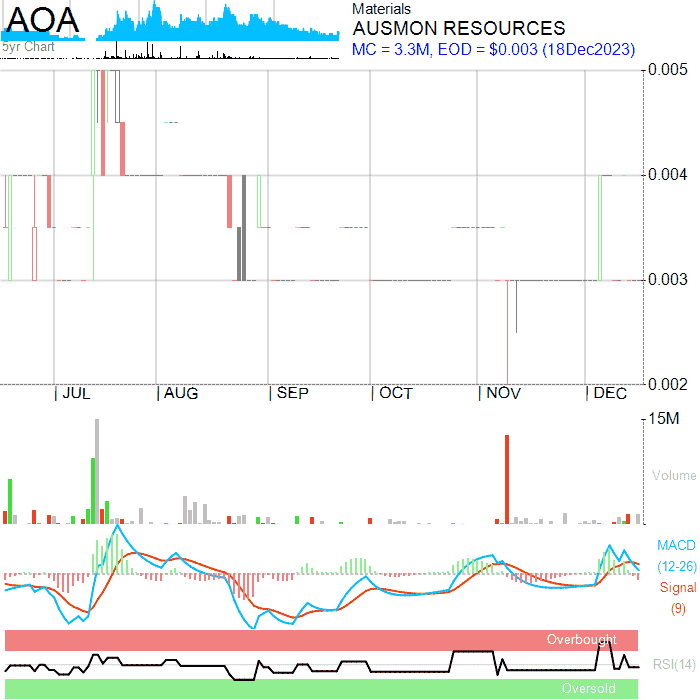 AOA
5yr Chart
Materials
AUSMON RESOURCES
MC = 3.3M, EOD = $0.003 (18Dec2023)
0.005
0.004
0.003
0.002
JUL
AUG
SEP
OCT
NOV
DEC
15M
Volume
MACD
(12-26)
Signal
(9)
Overbought
RSI(14)
Oversold